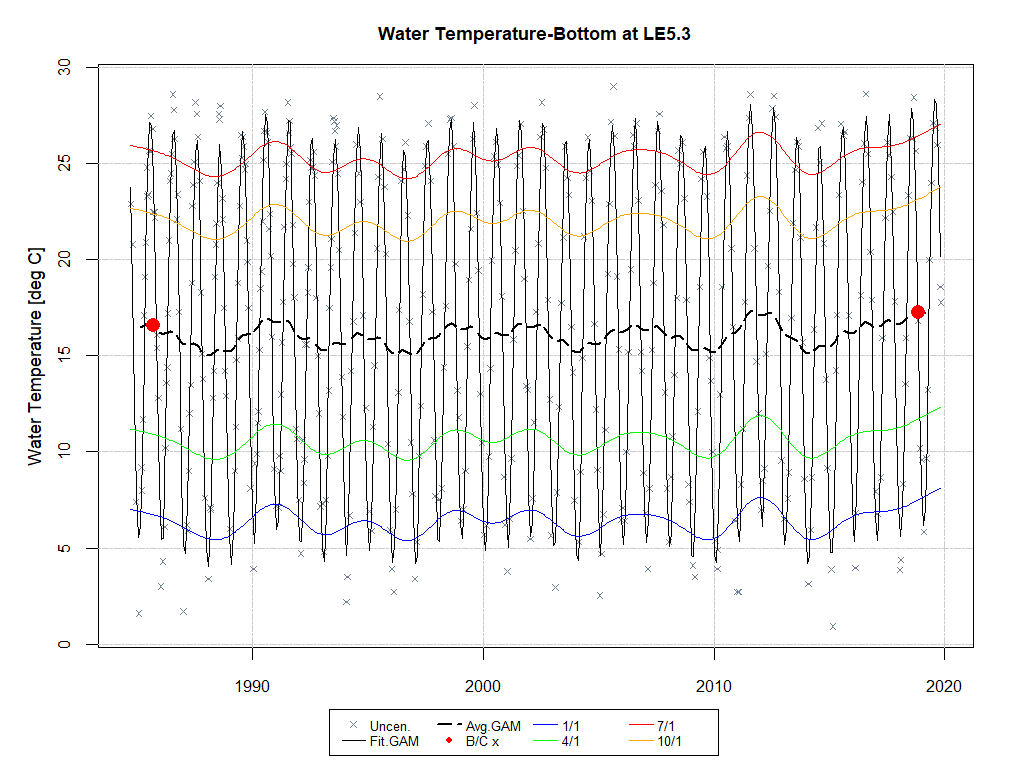 Water Temperature-Bottom at LE5.3
Water Temperature [deg C]
30
25
20
15
10
5
0
1990 2000 2010 2020
Uncen. Avg.GAM 1/1 7/1
Fit.GAM B/C x 4/1 10/1